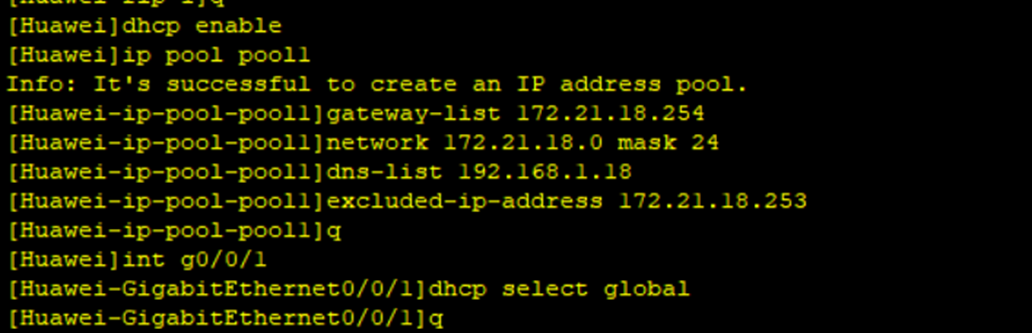 [Huawei-rip-1]q
[Huawei]dhcp enable
[Huawei]ip pool pool1
Info: It's successful to create an IP address pool.
[Huawei-ip-pool-pool1]gateway-list 172.21.18.254
[Huawei-ip-pool-pool1]network 172.21.18.0 mask 24
[Huawei-ip-pool-pool1]dns-list 192.168.1.18
[Huawei-ip-pool-pool1]excluded-ip-address 172.21.18.253
[Huawei-ip-pool-pool1]q
[Huawei]int g0/0/1
[Huawei-GigabitEthernet0/0/1]dhcp select global
[Huawei-GigabitEthernet0/0/1]q